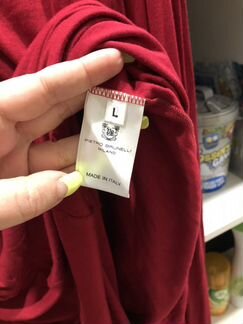 L
PIETRO BRUNELLI
MILANO
MADE IN ITALY